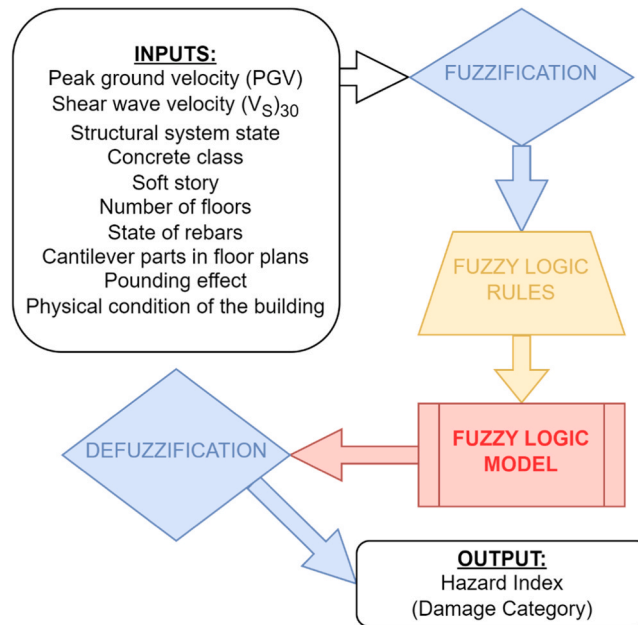 INPUTS:
Peak ground velocity (PGV)
Shear wave velocity (V_S)_30
Structural system state
Concrete class
Soft story
Number of floors
State of rebars
Cantilever parts in floor plans
Pounding effect
Physical condition of the building
FUZZIFICATION
FUZZY LOGIC
RULES
FUZZY LOGIC
MODEL
DEFUZZIFICATION
OUTPUT:
Hazard Index
(Damage Category)